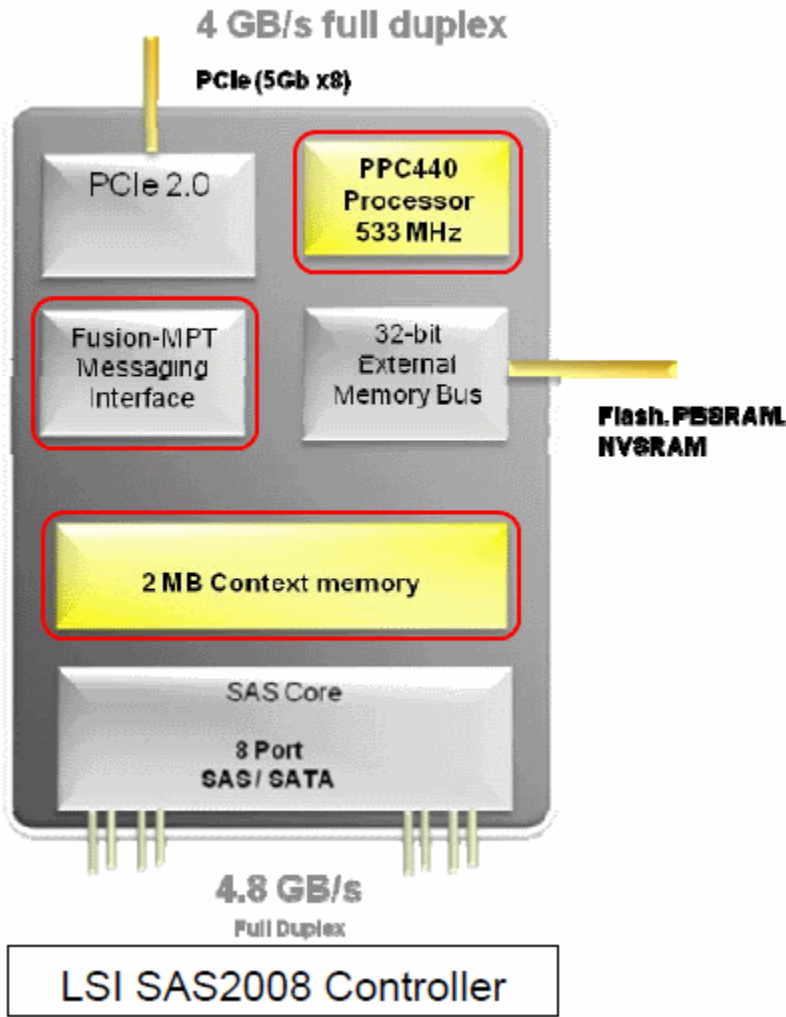 4 GB/s full duplex
PCIe (5Gb x8)
PCIe 2.0
PPC440
Processor
533 MHz
Fusion-MPT
Messaging
Interface
32-bit
External
Memory Bus
Flash. PBSRAM,
NVSRAM
2 MB Context memory
SAS Core
8 Port
SAS / SATA
4.8 GB/s
Full Duplex
LSI SAS2008 Controller